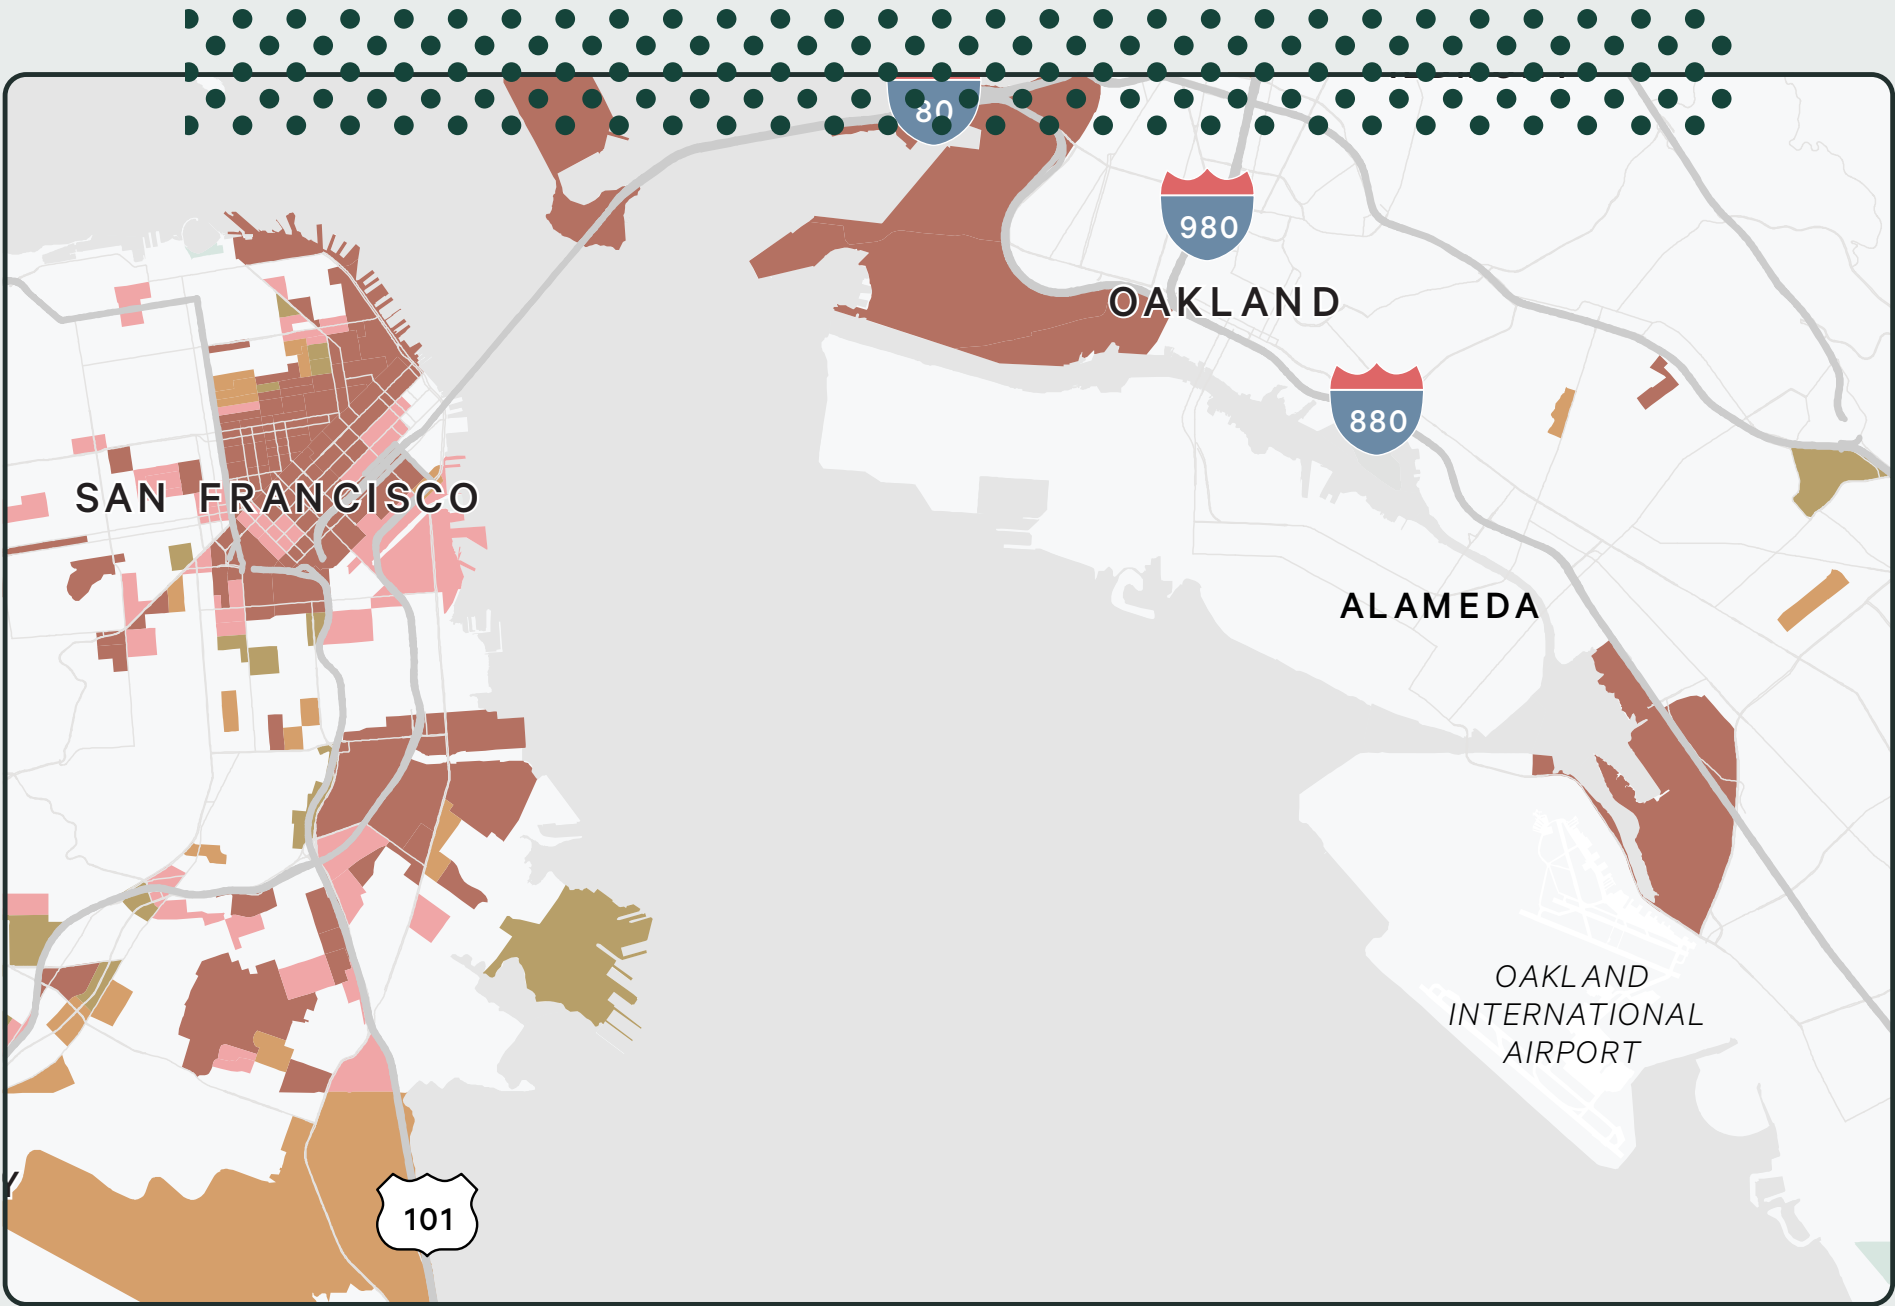 80
980
OAKLAND
880
SAN FRANCISCO
ALAMEDA
OAKLAND
INTERNATIONAL
AIRPORT
Y
101